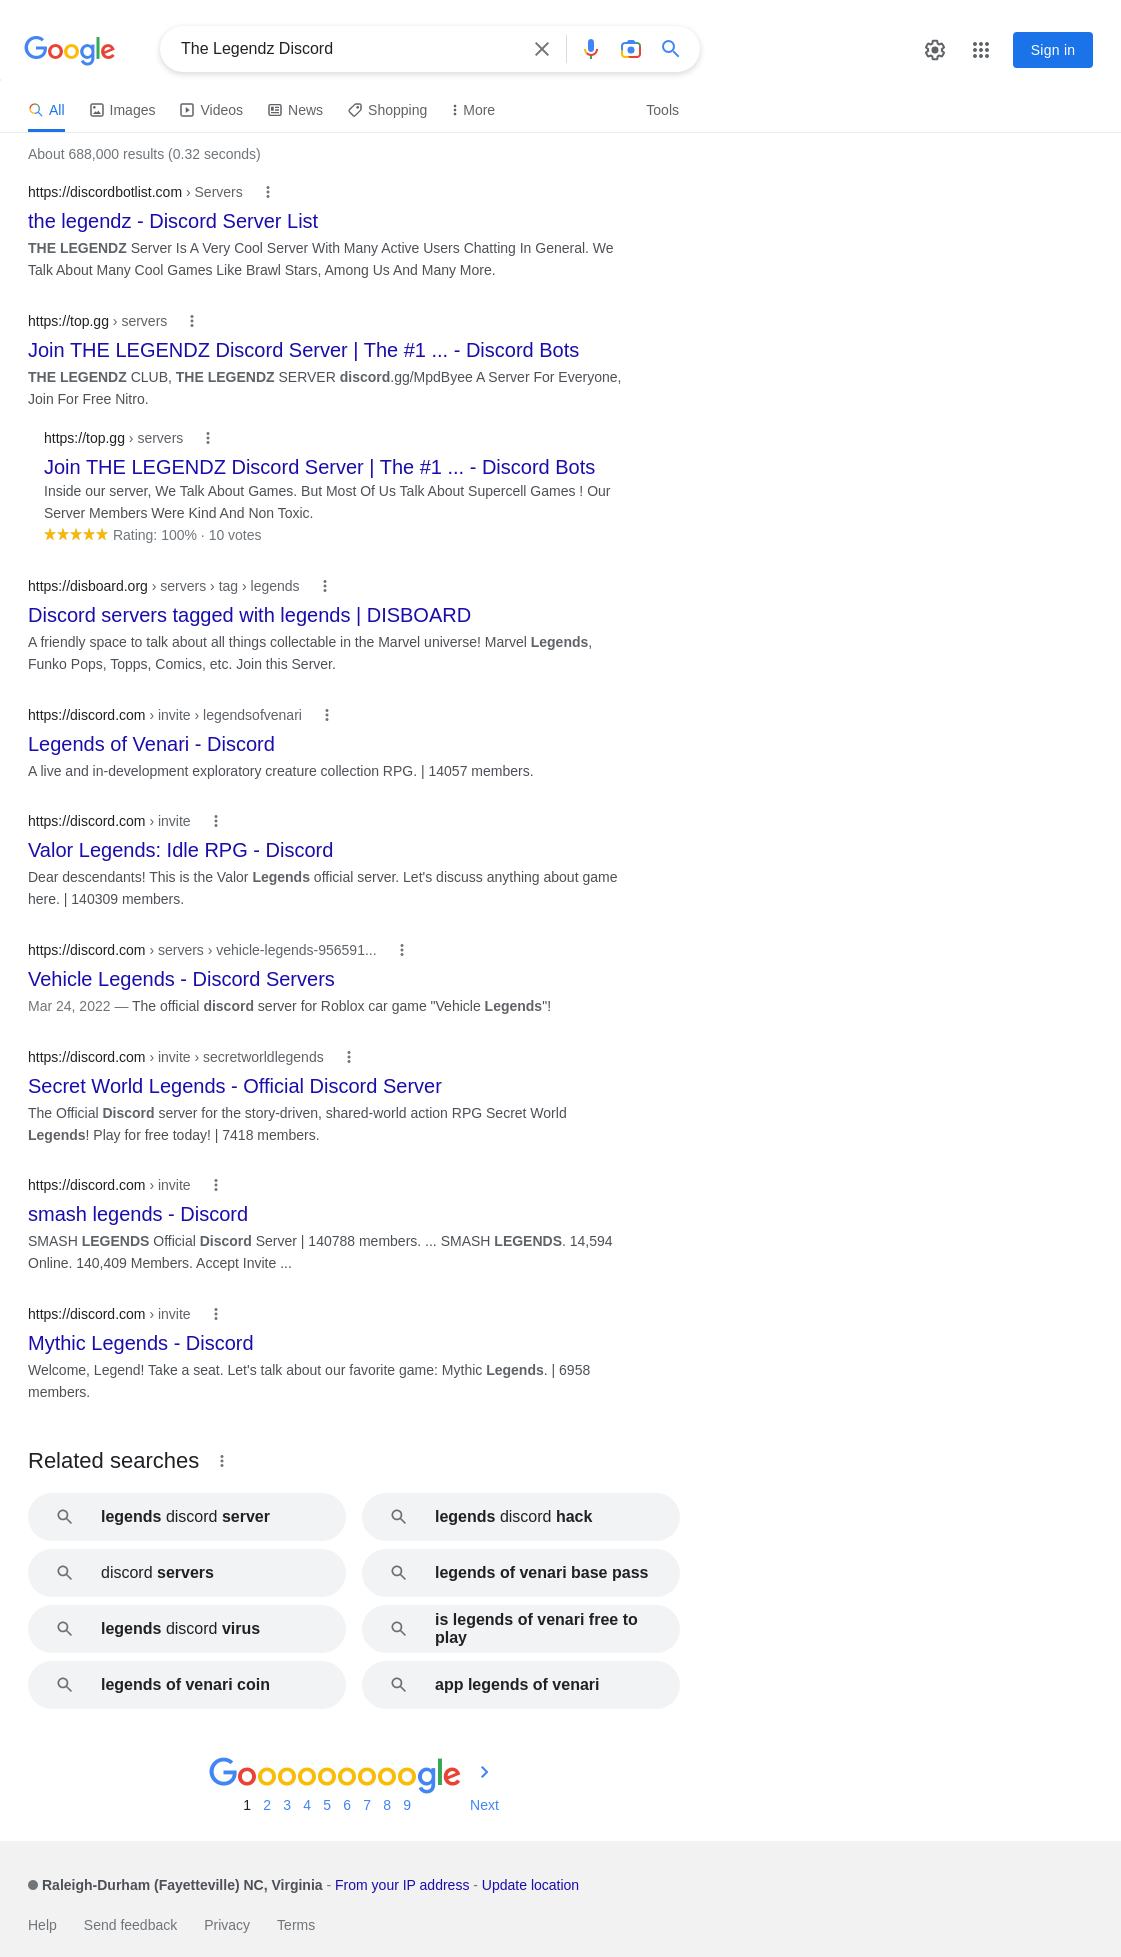 Google
The Legendz Discord
Sign in
All
Images
Videos
News
Shopping
More
Tools
About 688,000 results (0.32 seconds)
https://discordbotlist.com › Servers
the legendz - Discord Server List
THE LEGENDZ Server Is A Very Cool Server With Many Active Users Chatting In General. We
Talk About Many Cool Games Like Brawl Stars, Among Us And Many More.
https://top.gg › servers
Join THE LEGENDZ Discord Server | The #1 ... - Discord Bots
THE LEGENDZ CLUB, THE LEGENDZ SERVER discord.gg/MpdByee A Server For Everyone,
Join For Free Nitro.
https://top.gg › servers
Join THE LEGENDZ Discord Server | The #1 ... - Discord Bots
Inside our server, We Talk About Games. But Most Of Us Talk About Supercell Games ! Our
Server Members Were Kind And Non Toxic.
Rating: 100% · 10 votes
https://disboard.org › servers › tag › legends
Discord servers tagged with legends | DISBOARD
A friendly space to talk about all things collectable in the Marvel universe! Marvel Legends,
Funko Pops, Topps, Comics, etc. Join this Server.
https://discord.com › invite › legendsofvenari
Legends of Venari - Discord
A live and in-development exploratory creature collection RPG. | 14057 members.
https://discord.com › invite
Valor Legends: Idle RPG - Discord
Dear descendants! This is the Valor Legends official server. Let's discuss anything about game
here. | 140309 members.
https://discord.com › servers › vehicle-legends-956591...
Vehicle Legends - Discord Servers
Mar 24, 2022 — The official discord server for Roblox car game "Vehicle Legends"!
https://discord.com › invite › secretworldlegends
Secret World Legends - Official Discord Server
The Official Discord server for the story-driven, shared-world action RPG Secret World
Legends! Play for free today! | 7418 members.
https://discord.com › invite
smash legends - Discord
SMASH LEGENDS Official Discord Server | 140788 members. ... SMASH LEGENDS. 14,594
Online. 140,409 Members. Accept Invite ...
https://discord.com › invite
Mythic Legends - Discord
Welcome, Legend! Take a seat. Let's talk about our favorite game: Mythic Legends. | 6958
members.
Related searches
legends discord server
legends discord hack
discord servers
legends of venari base pass
legends discord virus
is legends of venari free to
play
legends of venari coin
app legends of venari
Goooooooooogle
1 2 3 4 5 6 7 8 9 Next
Raleigh-Durham (Fayetteville) NC, Virginia - From your IP address - Update location
Help Send feedback Privacy Terms